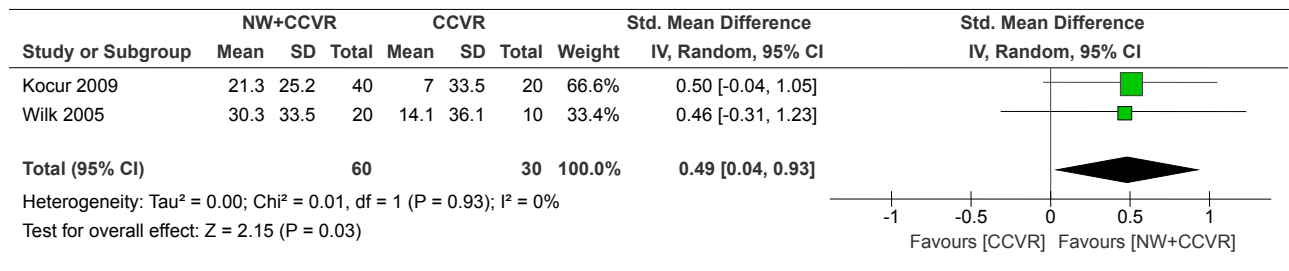 NW+CCVR CCVR Std. Mean Difference Std. Mean Difference
Study or Subgroup Mean SD Total Mean SD Total Weight IV, Random, 95% CI IV, Random, 95% CI
Kocur 2009 21.3 25.2 40 7 33.5 20 66.6% 0.50 [-0.04, 1.05]
Wilk 2005 30.3 33.5 20 14.1 36.1 10 33.4% 0.46 [-0.31, 1.23]
Total (95% CI) 60 30 100.0% 0.49 [0.04, 0.93]
Heterogeneity: Tau² = 0.00; Chi² = 0.01, df = 1 (P = 0.93); I² = 0%
Test for overall effect: Z = 2.15 (P = 0.03)
-1 -0.5 0 0.5 1
Favours [CCVR] Favours [NW+CCVR]